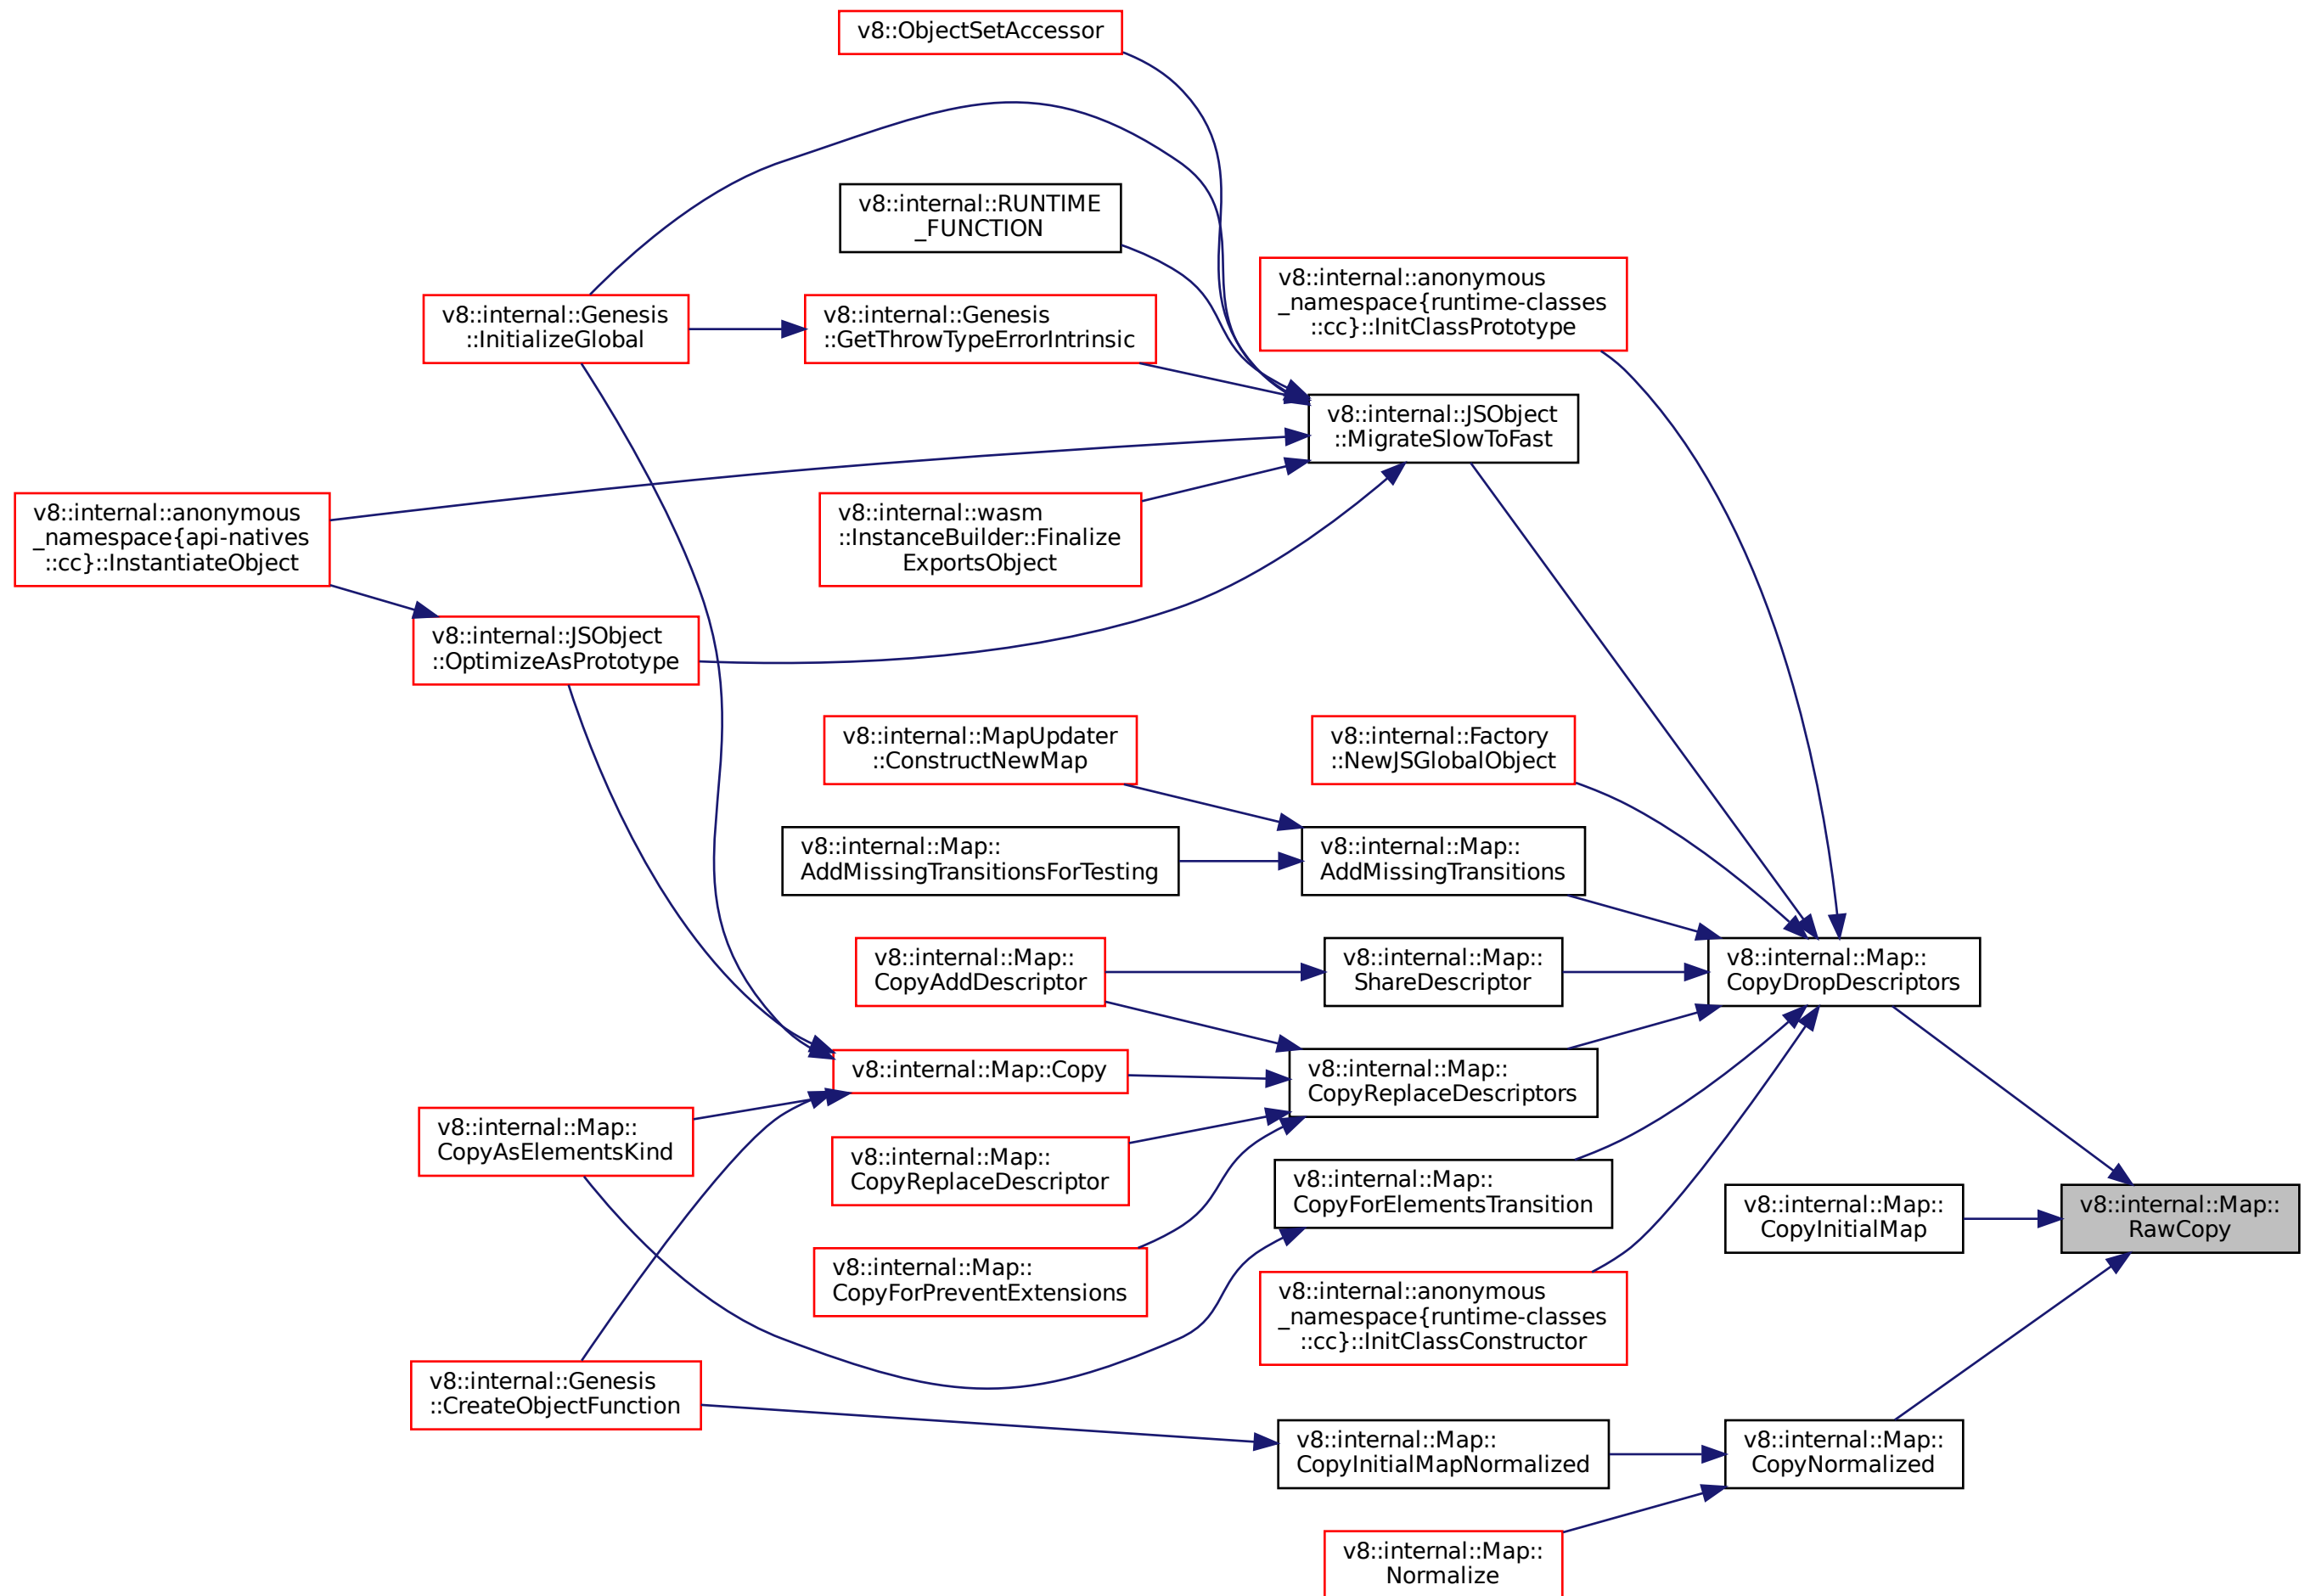 v8::ObjectSetAccessor
v8::internal::RUNTIME
_FUNCTION
v8::internal::anonymous
_namespace{runtime-classes
::cc}::InitClassPrototype
v8::internal::Genesis
::InitializeGlobal
v8::internal::Genesis
::GetThrowTypeErrorIntrinsic
v8::internal::JSObject
::MigrateSlowToFast
v8::internal::anonymous
_namespace{api-natives
::cc}::InstantiateObject
v8::internal::wasm
::InstanceBuilder::Finalize
ExportsObject
v8::internal::JSObject
::OptimizeAsPrototype
v8::internal::MapUpdater
::ConstructNewMap
v8::internal::Factory
::NewJSGlobalObject
v8::internal::Map::
AddMissingTransitionsForTesting
v8::internal::Map::
AddMissingTransitions
v8::internal::Map::
CopyAddDescriptor
v8::internal::Map::
ShareDescriptor
v8::internal::Map::
CopyDropDescriptors
v8::internal::Map::Copy
v8::internal::Map::
CopyReplaceDescriptors
v8::internal::Map::
CopyAsElementsKind
v8::internal::Map::
CopyReplaceDescriptor
v8::internal::Map::
CopyForElementsTransition
v8::internal::Map::
CopyInitialMap
v8::internal::Map::
RawCopy
v8::internal::Map::
CopyForPreventExtensions
v8::internal::anonymous
_namespace{runtime-classes
::cc}::InitClassConstructor
v8::internal::Genesis
::CreateObjectFunction
v8::internal::Map::
CopyInitialMapNormalized
v8::internal::Map::
CopyNormalized
v8::internal::Map::
Normalize